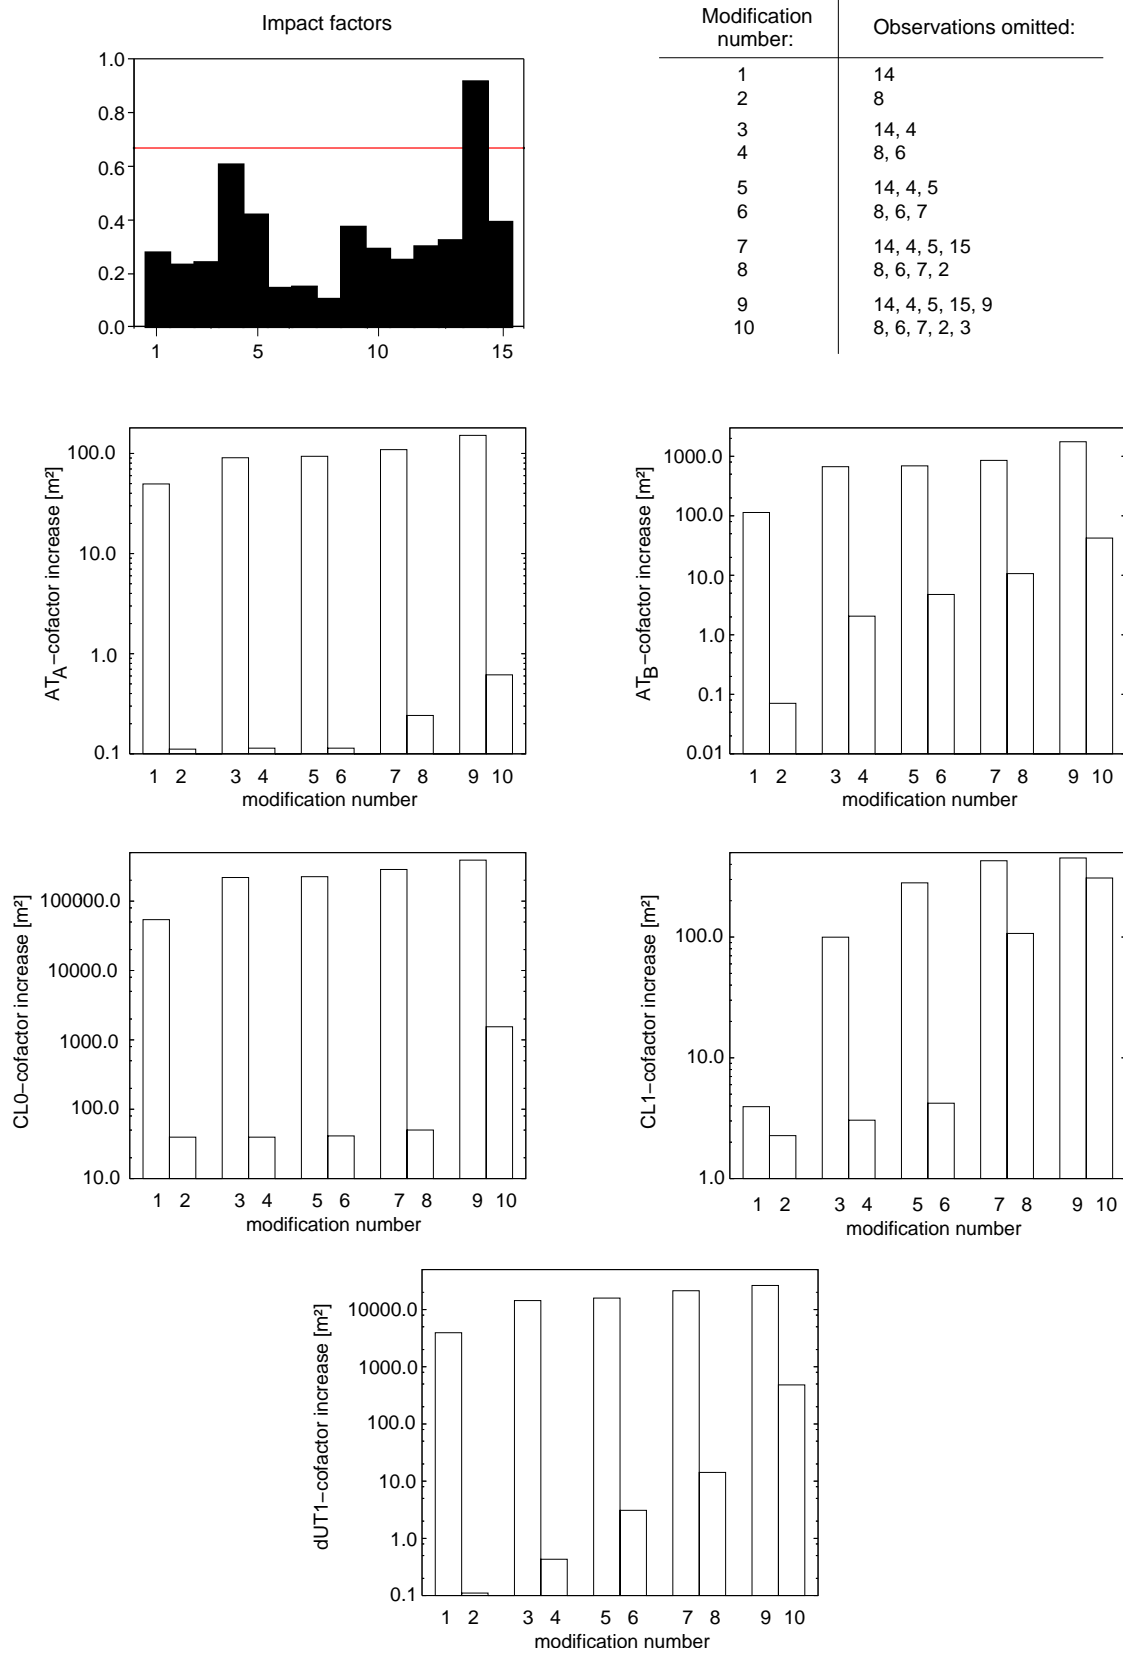 Impact factors
1.0
0.8
0.6
0.4
0.2
0.0
1 5 10 15
Modification number: Observations omitted:
1 14
2 8
3 14, 4
4 8, 6
5 14, 4, 5
6 8, 6, 7
7 14, 4, 5, 15
8 8, 6, 7, 2
9 14, 4, 5, 15, 9
10 8, 6, 7, 2, 3
AT_A−cofactor increase [m²]
100.0
10.0
1.0
0.1
1 2 3 4 5 6 7 8 9 10
modification number
AT_B−cofactor increase [m²]
1000.0
100.0
10.0
1.0
0.1
0.01
1 2 3 4 5 6 7 8 9 10
modification number
CL0−cofactor increase [m²]
100000.0
10000.0
1000.0
100.0
10.0
1 2 3 4 5 6 7 8 9 10
modification number
CL1−cofactor increase [m²]
100.0
10.0
1.0
1 2 3 4 5 6 7 8 9 10
modification number
dUT1−cofactor increase [m²]
10000.0
1000.0
100.0
10.0
1.0
0.1
1 2 3 4 5 6 7 8 9 10
modification number